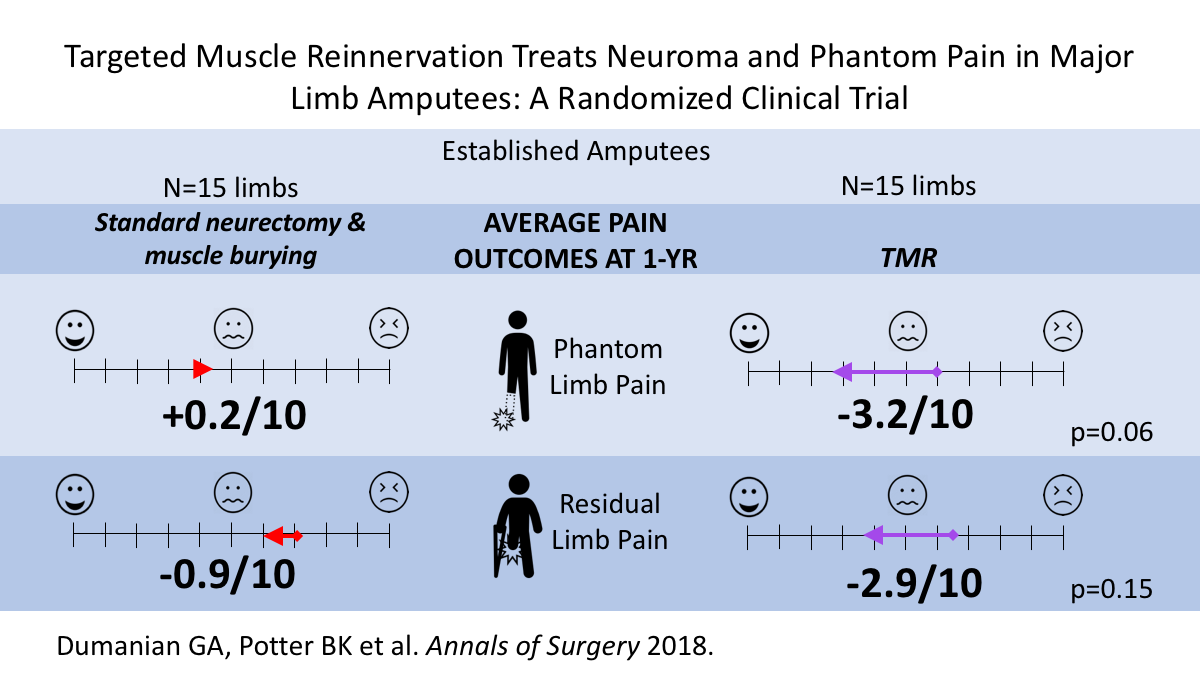 Targeted Muscle Reinnervation Treats Neuroma and Phantom Pain in Major
Limb Amputees: A Randomized Clinical Trial
Established Amputees
N=15 limbs
N=15 limbs
Standard neurectomy &
muscle burying
AVERAGE PAIN
OUTCOMES AT 1-YR
TMR
Phantom
Limb Pain
+0.2/10
-3.2/10
p=0.06
Residual
Limb Pain
-0.9/10
-2.9/10
p=0.15
Dumanian GA, Potter BK et al. Annals of Surgery 2018.